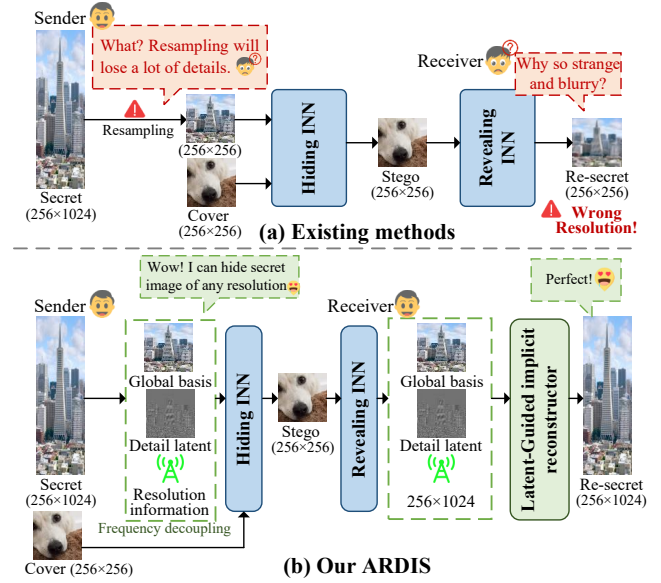 Sender
What? Resampling will
lose a lot of details.
Resampling
Secret
(256×1024)
(256×256)
Cover
(256×256)
Hiding INN
Stego
(256×256)
Receiver
Revealing
INN
Why so strange
and blurry?
Re-secret
(256×256)
Wrong
Resolution!
(a) Existing methods
Sender
Wow! I can hide secret
image of any resolution
Secret
(256×1024)
Global basis
Detail latent
Resolution
information
Frequency decoupling
Cover (256×256)
Hiding INN
Stego
(256×256)
Receiver
Revealing INN
Global basis
Detail latent
256×1024
Latent-Guided implicit
reconstructor
Perfect!
Re-secret
(256×1024)
(b) Our ARDIS